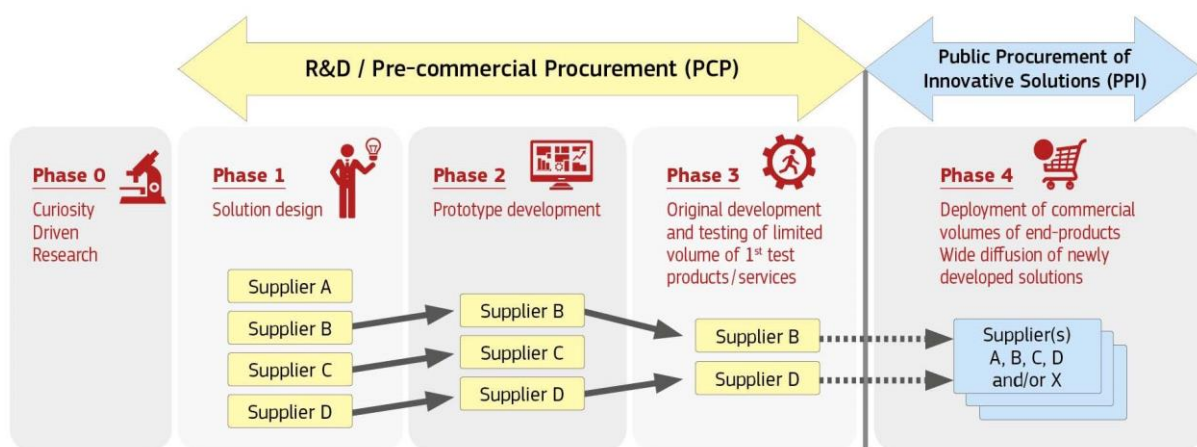 R&D / Pre-commercial Procurement (PCP)
Public Procurement of
Innovative Solutions (PPI)
Phase 0
Curiosity
Driven
Research
Phase 1
Solution design
Supplier A
Supplier B
Supplier C
Supplier D
Phase 2
Prototype development
Supplier B
Supplier C
Supplier D
Phase 3
Original development
and testing of limited
volume of 1st test
products/services
Supplier B
Supplier D
Phase 4
Deployment of commercial
volumes of end-products
Wide diffusion of newly
developed solutions
Supplier(s)
A, B, C, D
and/or X